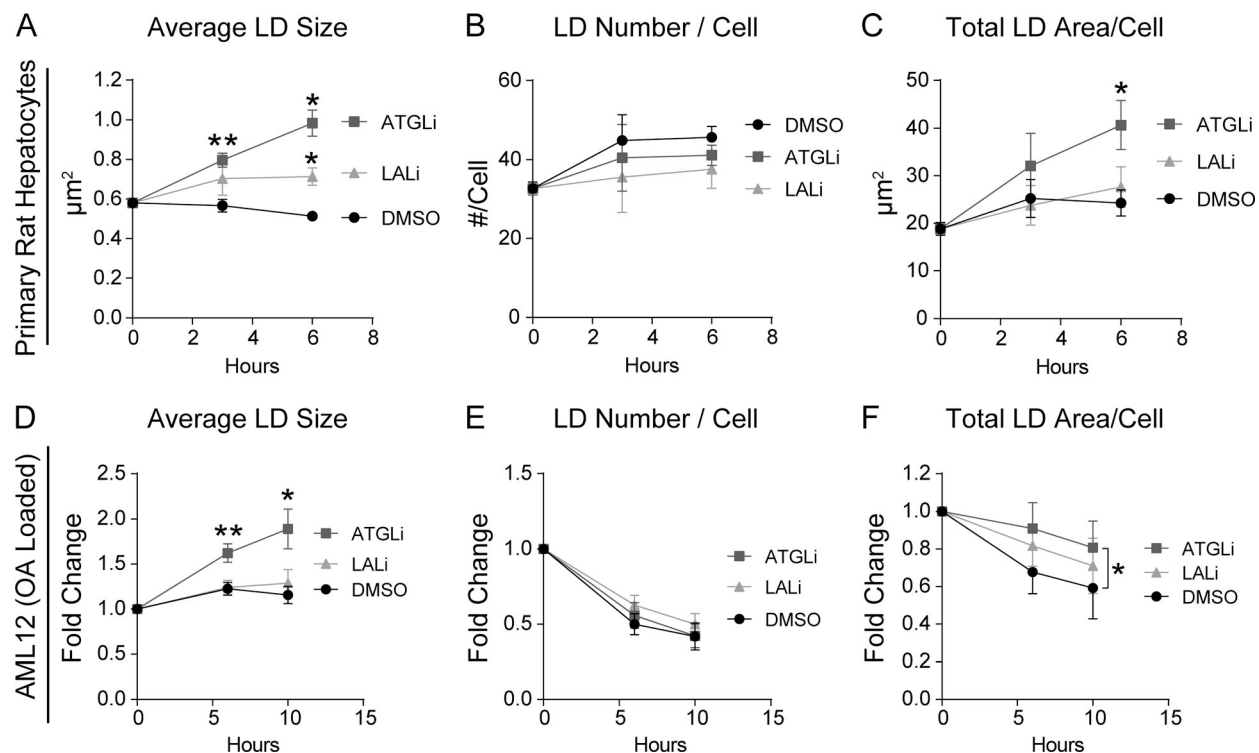 A
Average LD Size
B
LD Number / Cell
C
Total LD Area/Cell
Primary Rat Hepatocytes
µm²
1.2
1.0
0.8
0.6
0.4
0.2
0.0
**
*
*
ATGLi
LALi
DMSO
0 2 4 6 8
Hours
#/Cell
60
40
20
0
DMSO
ATGLi
LALi
0 2 4 6 8
Hours
µm²
50
40
30
20
10
0
*
ATGLi
LALi
DMSO
0 2 4 6 8
Hours
D
Average LD Size
E
LD Number / Cell
F
Total LD Area/Cell
AML12 (OA Loaded)
Fold Change
2.5
2.0
1.5
1.0
0.5
0.0
**
*
ATGLi
LALi
DMSO
0 5 10 15
Hours
Fold Change
1.5
1.0
0.5
0.0
ATGLi
LALi
DMSO
0 5 10 15
Hours
Fold Change
1.2
1.0
0.8
0.6
0.4
0.2
0.0
*
ATGLi
LALi
DMSO
0 5 10 15
Hours